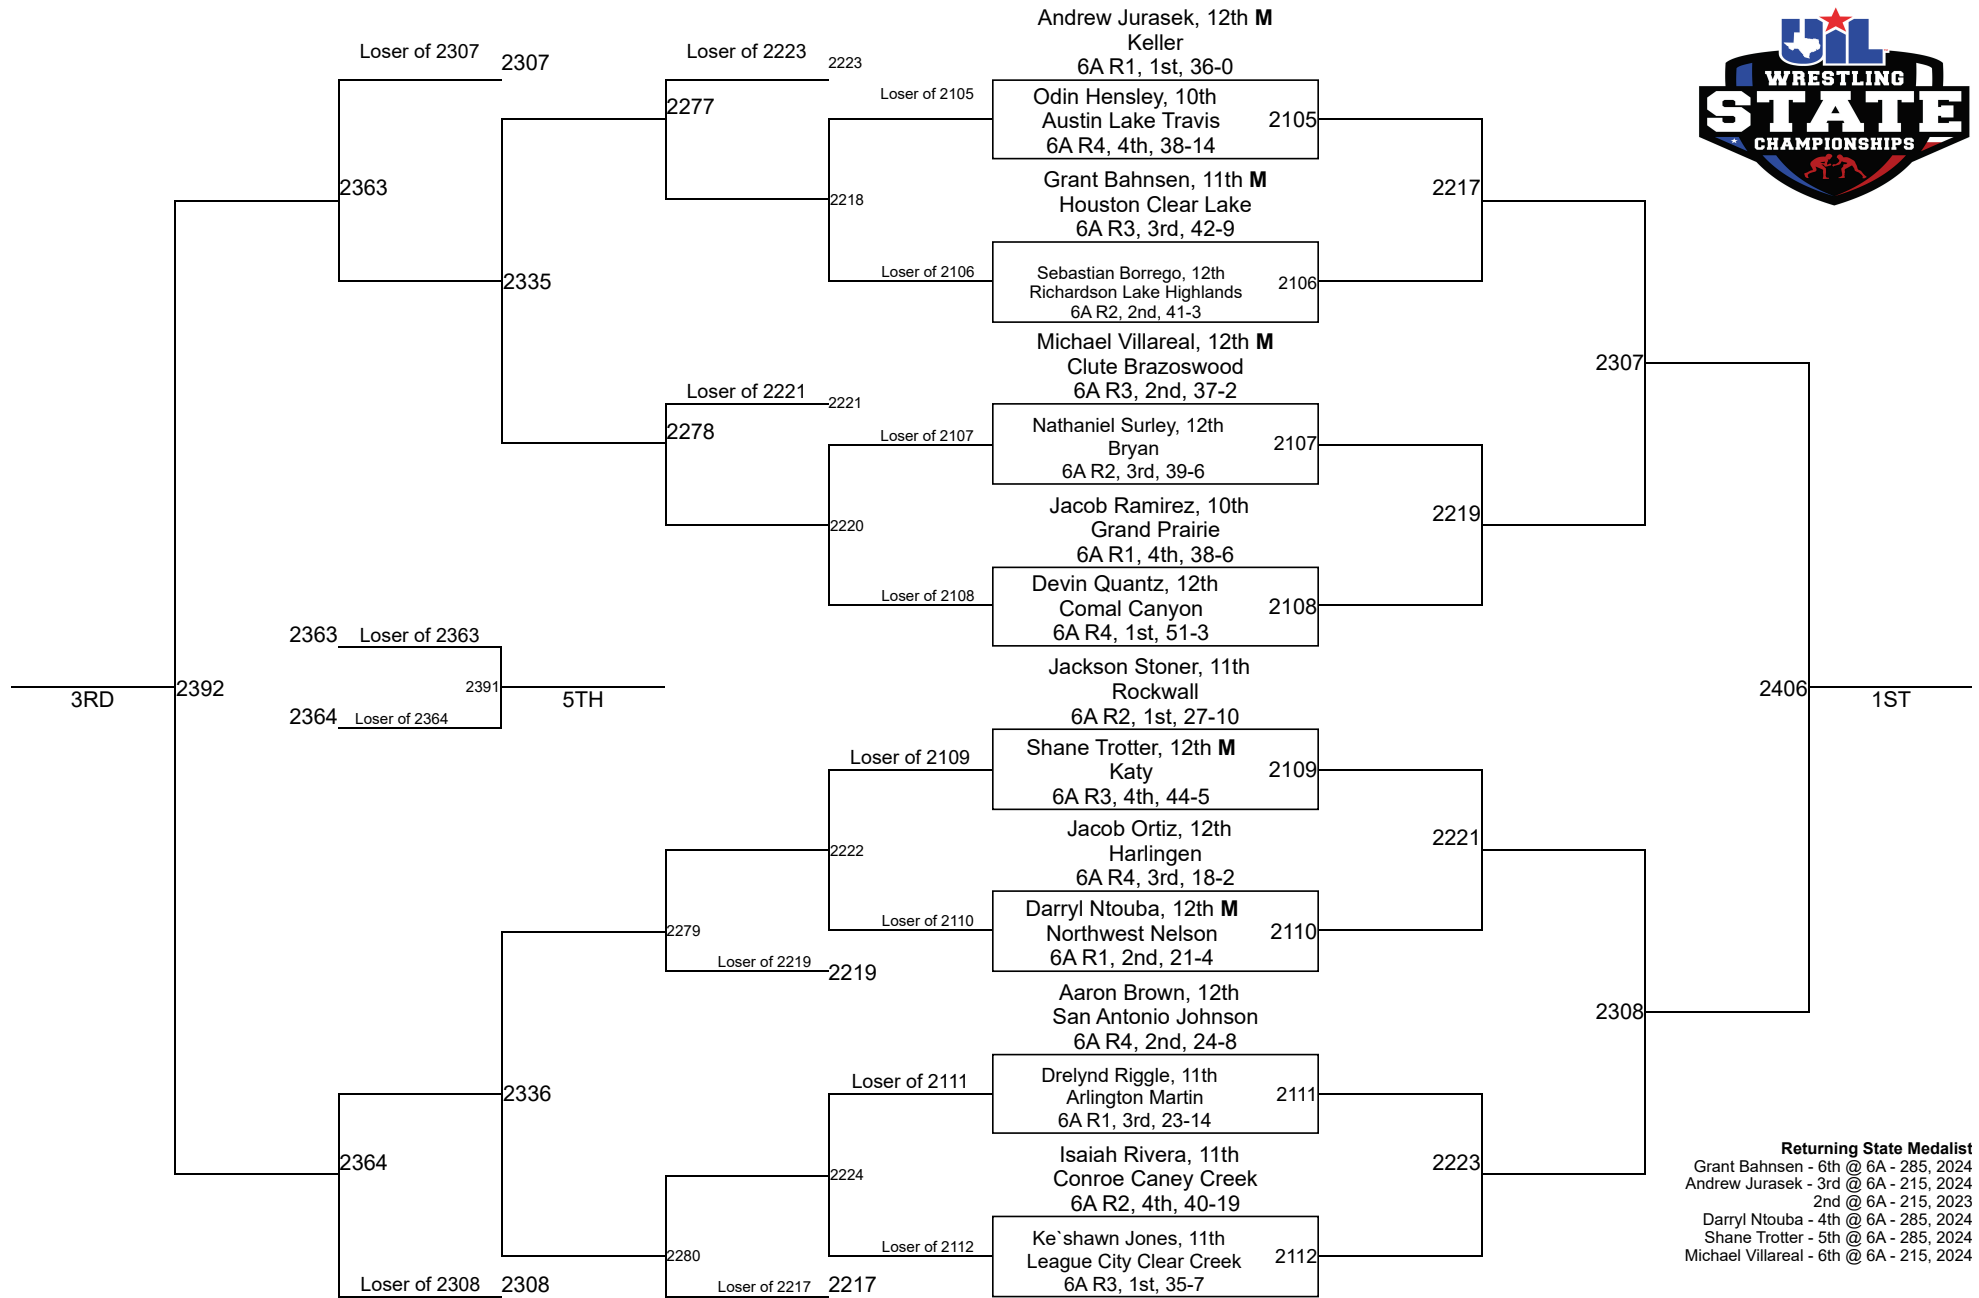 Andrew Jurasek, 12th M
Keller
6A R1, 1st, 36-0
Odin Hensley, 10th
Austin Lake Travis
6A R4, 4th, 38-14
2105
Grant Bahnsen, 11th M
Houston Clear Lake
6A R3, 3rd, 42-9
Sebastian Borrego, 12th
Richardson Lake Highlands
6A R2, 2nd, 41-3
2106
Michael Villareal, 12th M
Clute Brazoswood
6A R3, 2nd, 37-2
Nathaniel Surley, 12th
Bryan
6A R2, 3rd, 39-6
2107
Jacob Ramirez, 10th
Grand Prairie
6A R1, 4th, 38-6
Devin Quantz, 12th
Comal Canyon
6A R4, 1st, 51-3
2108
Jackson Stoner, 11th
Rockwall
6A R2, 1st, 27-10
Shane Trotter, 12th M
Katy
6A R3, 4th, 44-5
2109
Jacob Ortiz, 12th
Harlingen
6A R4, 3rd, 18-2
Darryl Ntouba, 12th M
Northwest Nelson
6A R1, 2nd, 21-4
2110
Aaron Brown, 12th
San Antonio Johnson
6A R4, 2nd, 24-8
Drelynd Riggle, 11th
Arlington Martin
6A R1, 3rd, 23-14
2111
Isaiah Rivera, 11th
Conroe Caney Creek
6A R2, 4th, 40-19
Ke`shawn Jones, 11th
League City Clear Creek
6A R3, 1st, 35-7
2112
2217
2219
2221
2223
2307
2308
2406
1ST
Loser of 2105
Loser of 2106
Loser of 2107
Loser of 2108
Loser of 2109
Loser of 2110
Loser of 2111
Loser of 2112
Loser of 2223
2223
2218
Loser of 2221
2221
2220
2222
Loser of 2219
2219
2224
Loser of 2217
2217
2277
2278
2279
2280
2335
2336
Loser of 2307
2307
2363
2364
Loser of 2308
2308
2392
3RD
2363
Loser of 2363
2364
Loser of 2364
2391
5TH
UIL
WRESTLING
STATE
CHAMPIONSHIPS
Returning State Medalist
Grant Bahnsen - 6th @ 6A - 285, 2024
Andrew Jurasek - 3rd @ 6A - 215, 2024
2nd @ 6A - 215, 2023
Darryl Ntouba - 4th @ 6A - 285, 2024
Shane Trotter - 5th @ 6A - 285, 2024
Michael Villareal - 6th @ 6A - 215, 2024